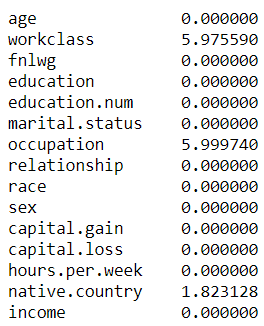 age 0.000000
workclass 5.975590
fnlwg 0.000000
education 0.000000
education.num 0.000000
marital.status 0.000000
occupation 5.999740
relationship 0.000000
race 0.000000
sex 0.000000
capital.gain 0.000000
capital.loss 0.000000
hours.per.week 0.000000
native.country 1.823128
income 0.000000